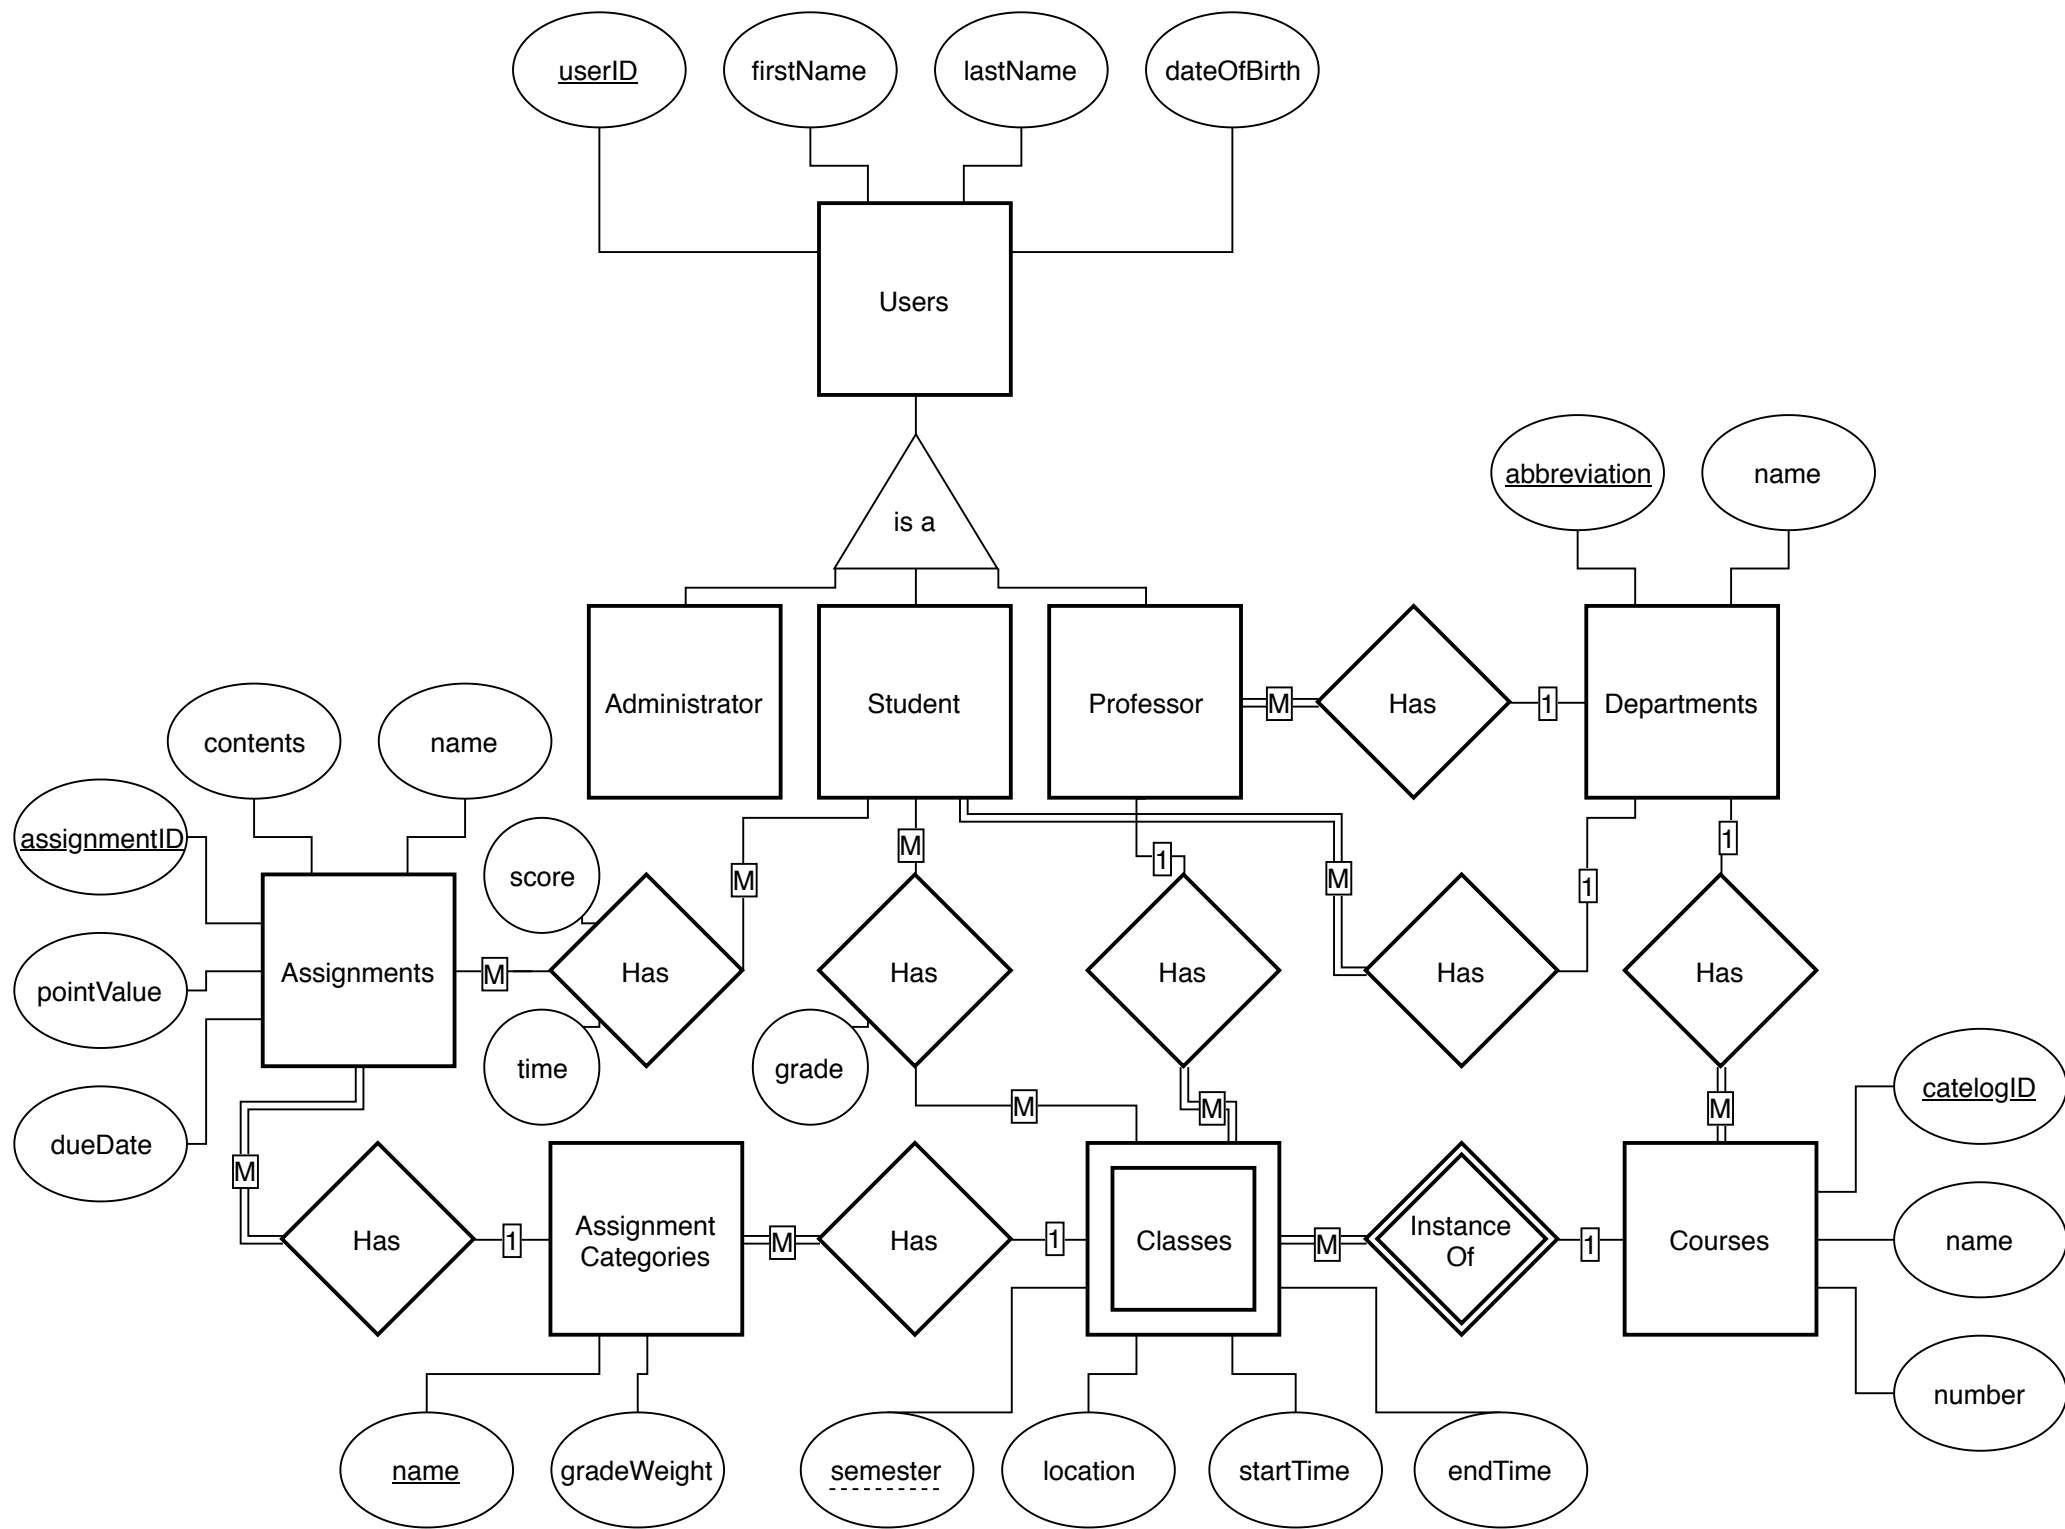 userID
firstName
lastName
dateOfBirth
Users
is a
abbreviation
name
Administrator
Student
Professor
M
Has
1
Departments
contents
name
assignmentID
score
M
M
1
M
1
1
Assignments
M
Has
Has
Has
Has
Has
pointValue
time
grade
M
M
M
catelogID
dueDate
M
Has
1
Assignment
Categories
M
Has
1
Classes
M
Instance
Of
1
Courses
name
number
name
gradeWeight
semester
location
startTime
endTime